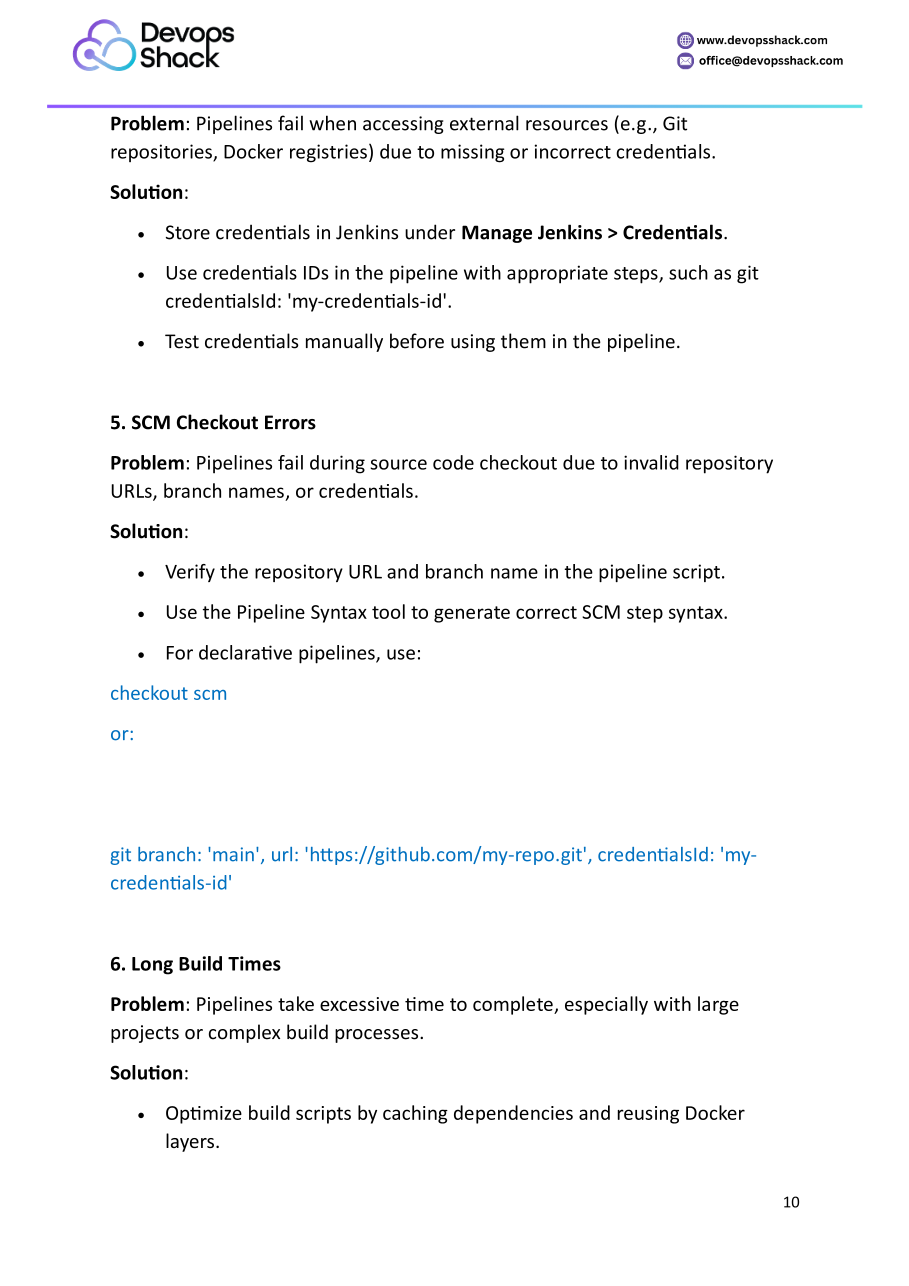 Devops
Shack
www.devopsshack.com
office@devopsshack.com
Problem: Pipelines fail when accessing external resources (e.g., Git
repositories, Docker registries) due to missing or incorrect credentials.
Solution:
• Store credentials in Jenkins under Manage Jenkins > Credentials.
• Use credentials IDs in the pipeline with appropriate steps, such as git
credentialsId: 'my-credentials-id'.
• Test credentials manually before using them in the pipeline.
5. SCM Checkout Errors
Problem: Pipelines fail during source code checkout due to invalid repository
URLs, branch names, or credentials.
Solution:
• Verify the repository URL and branch name in the pipeline script.
• Use the Pipeline Syntax tool to generate correct SCM step syntax.
• For declarative pipelines, use:
checkout scm
or:
git branch: 'main', url: 'https://github.com/my-repo.git', credentialsId: 'my-
credentials-id'
6. Long Build Times
Problem: Pipelines take excessive time to complete, especially with large
projects or complex build processes.
Solution:
• Optimize build scripts by caching dependencies and reusing Docker
layers.
10